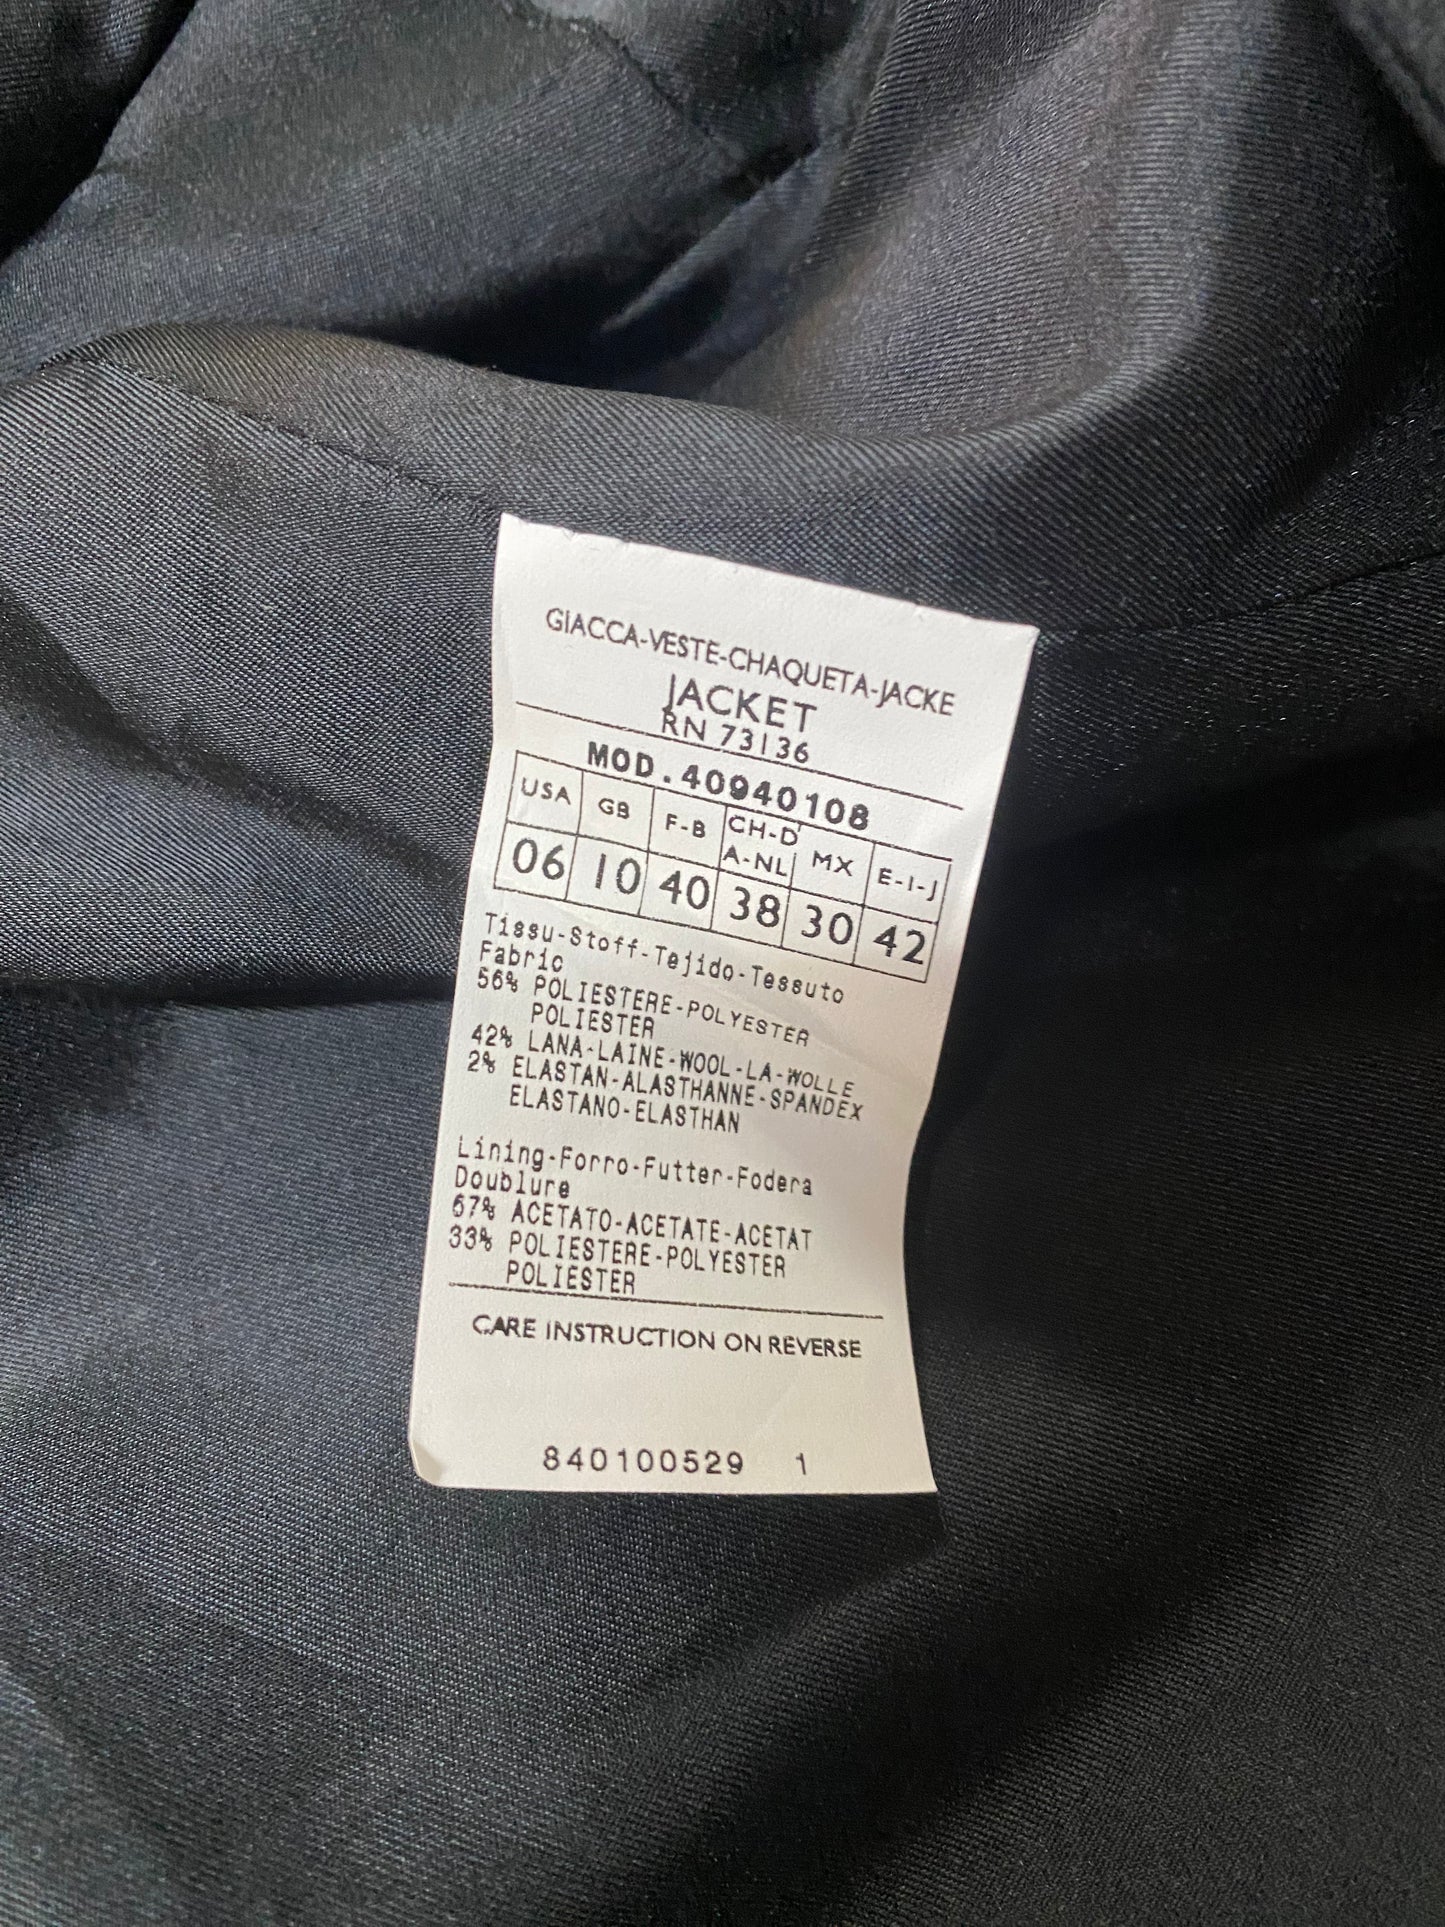 GIACCA-VESTE-CHAQUETA-JACKE
JACKET
RN 73136
MOD.40940108
USA GB F-B CH-D A-NL MX E-I-J
06 10 40 38 30 42
Tissu-Stoff-Tejido-Tessuto
Fabric
56% POLIESTERE-POLYESTER
POLIESTER
42% LANA-LAINE-WOOL-LA-WOLLE
2% ELASTAN-ALASTHANNE-SPANDEX
ELASTANO-ELASTHAN
Lining-Forro-Futter-Fodera
Doublure
67% ACETATO-ACETATE-ACETAT
33% POLIESTERE-POLYESTER
POLIESTER
CARE INSTRUCTION ON REVERSE
840100529 1